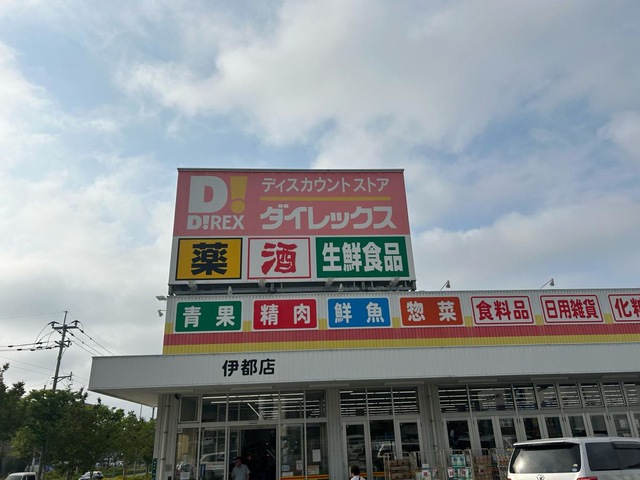 D!
D!REX
ディスカウントストア
ダイレックス
薬 酒 生鮮食品
青果 精肉 鮮魚 惣菜 食料品 日用雑貨 化粧
伊都店